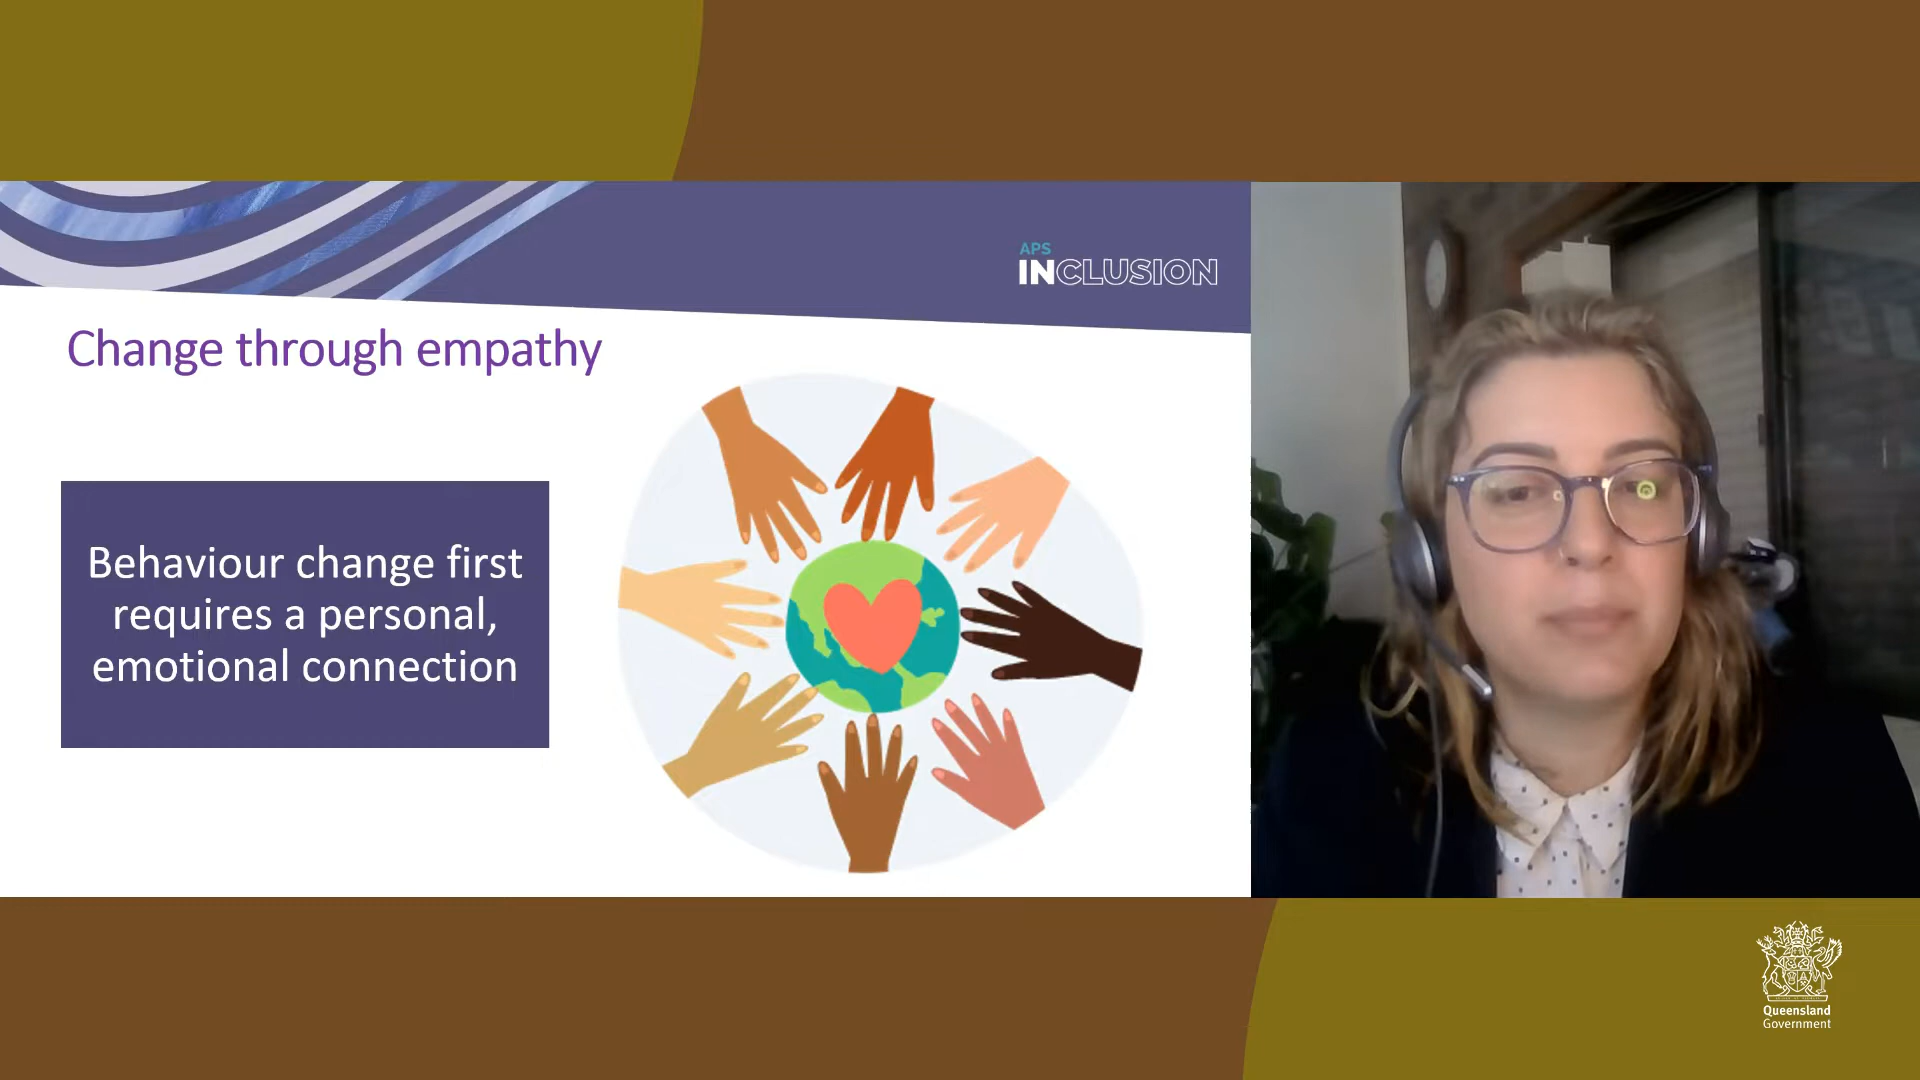 APS
INCLUSION
Change through empathy
Behaviour change first
requires a personal,
emotional connection
Queensland
Government